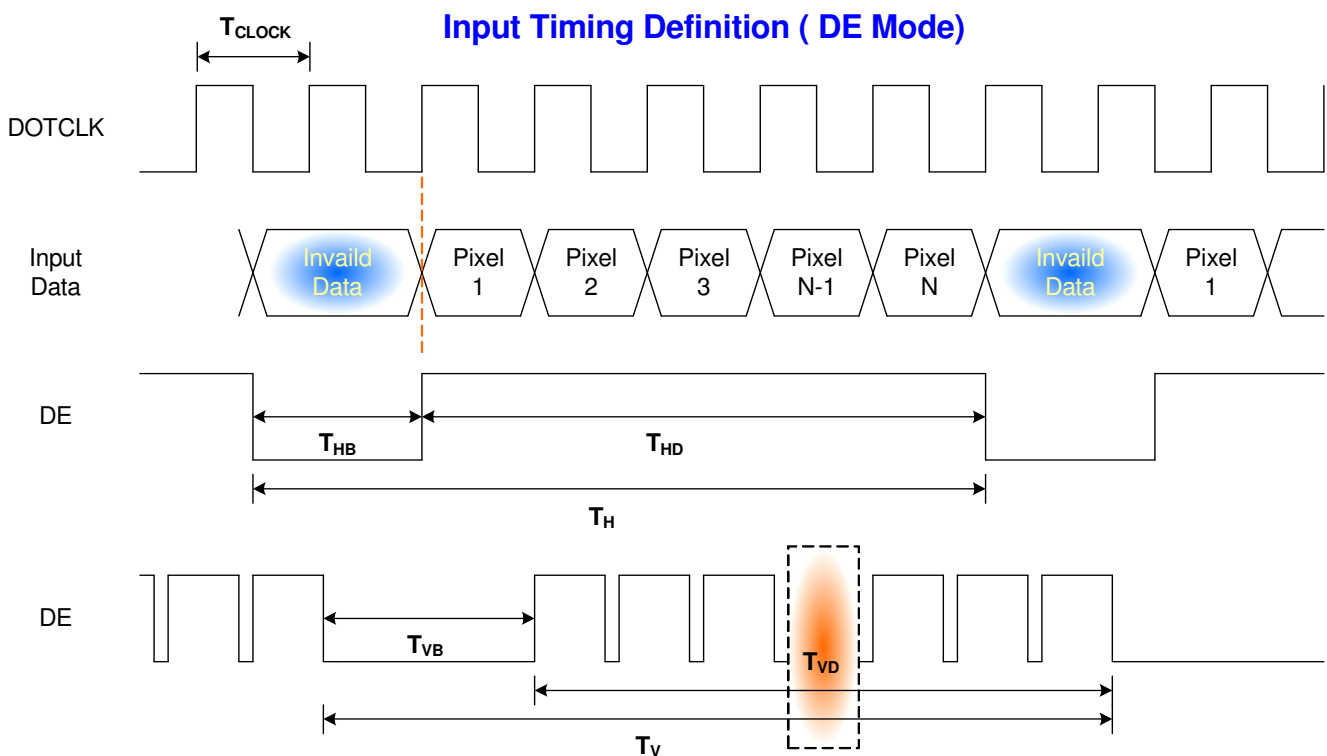 Input Timing Definition ( DE Mode)
TCLOCK
DOTCLK
Input
Data
Invaild
Data
Pixel
1
Pixel
2
Pixel
3
Pixel
N-1
Pixel
N
Invaild
Data
Pixel
1
DE
THB
THD
TH
DE
TVB
TVD
TV